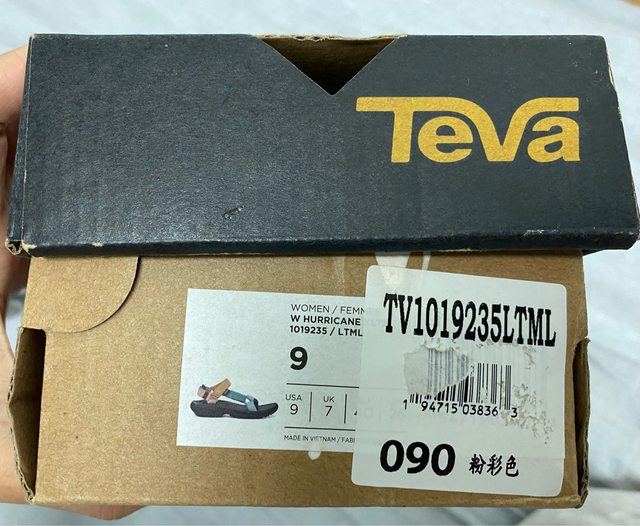 Teva
WOMEN / FEMM
W HURRICANE
1019235 / LTML
9
USA
9
UK
7
MADE IN VIETNAM / FABR
TV1019235LTML
1 94715 03836 3
090 粉彩色